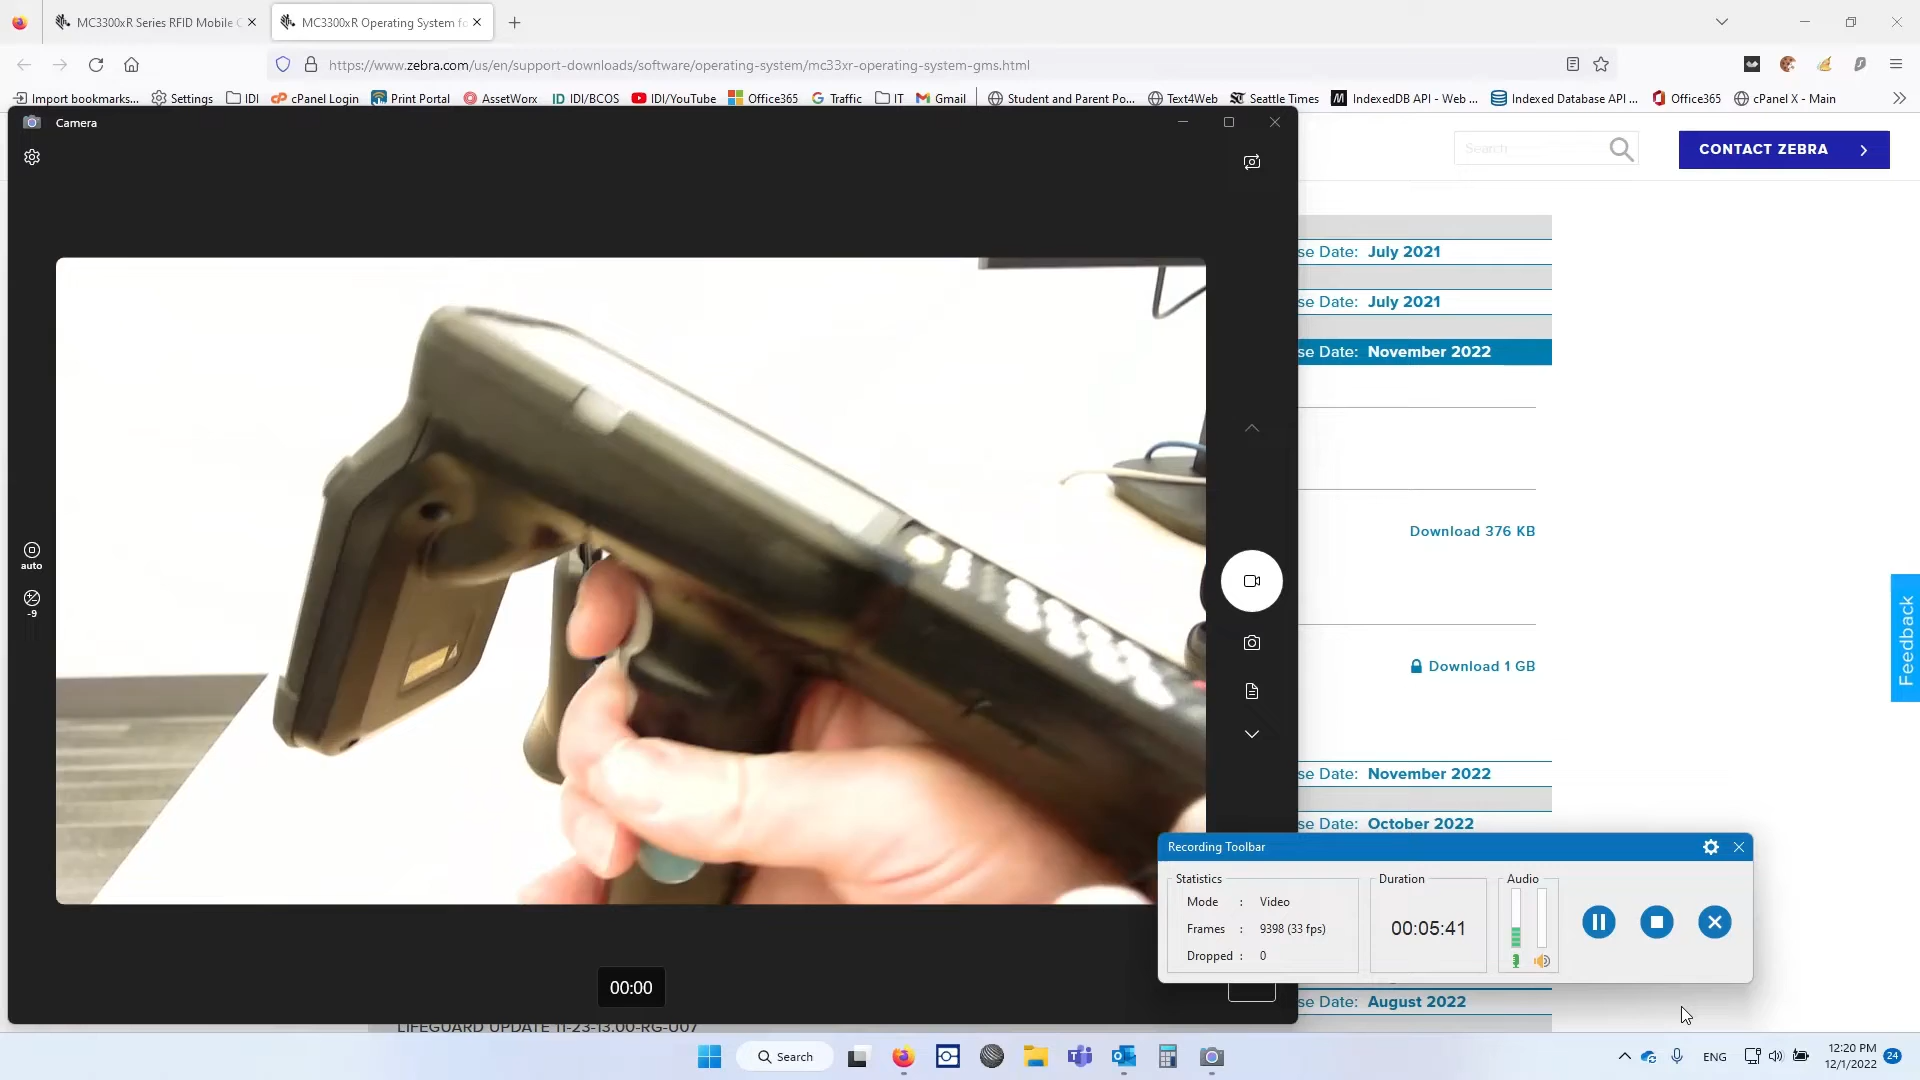 MC3300xR Series RFID Mobile C
MC3300xR Operating System fo
https://www.zebra.com/us/en/support-downloads/software/operating-system/mc33xr-operating-system-gms.html
Import bookmarks... Settings IDI cPanel Login Print Portal AssetWorx IDI/BCOS IDI/YouTube Office365 Traffic IT Gmail Student and Parent Po... Text4Web Seattle Times IndexedDB API - Web ... Indexed Database API ... Office365 cPanel X - Main
Camera
Search
CONTACT ZEBRA
se Date: July 2021
se Date: July 2021
se Date: November 2022
Download 376 KB
auto
-9
Feedback
Download 1 GB
se Date: November 2022
se Date: October 2022
Recording Toolbar
Statistics
Duration
Audio
Mode : Video
Frames : 9398 (33 fps)
00:05:41
Dropped : 0
00:00
se Date: August 2022
LIFEGUARD UPDATE 11-23-13.00-RG-U07
Search
ENG
12:20 PM
12/1/2022
24